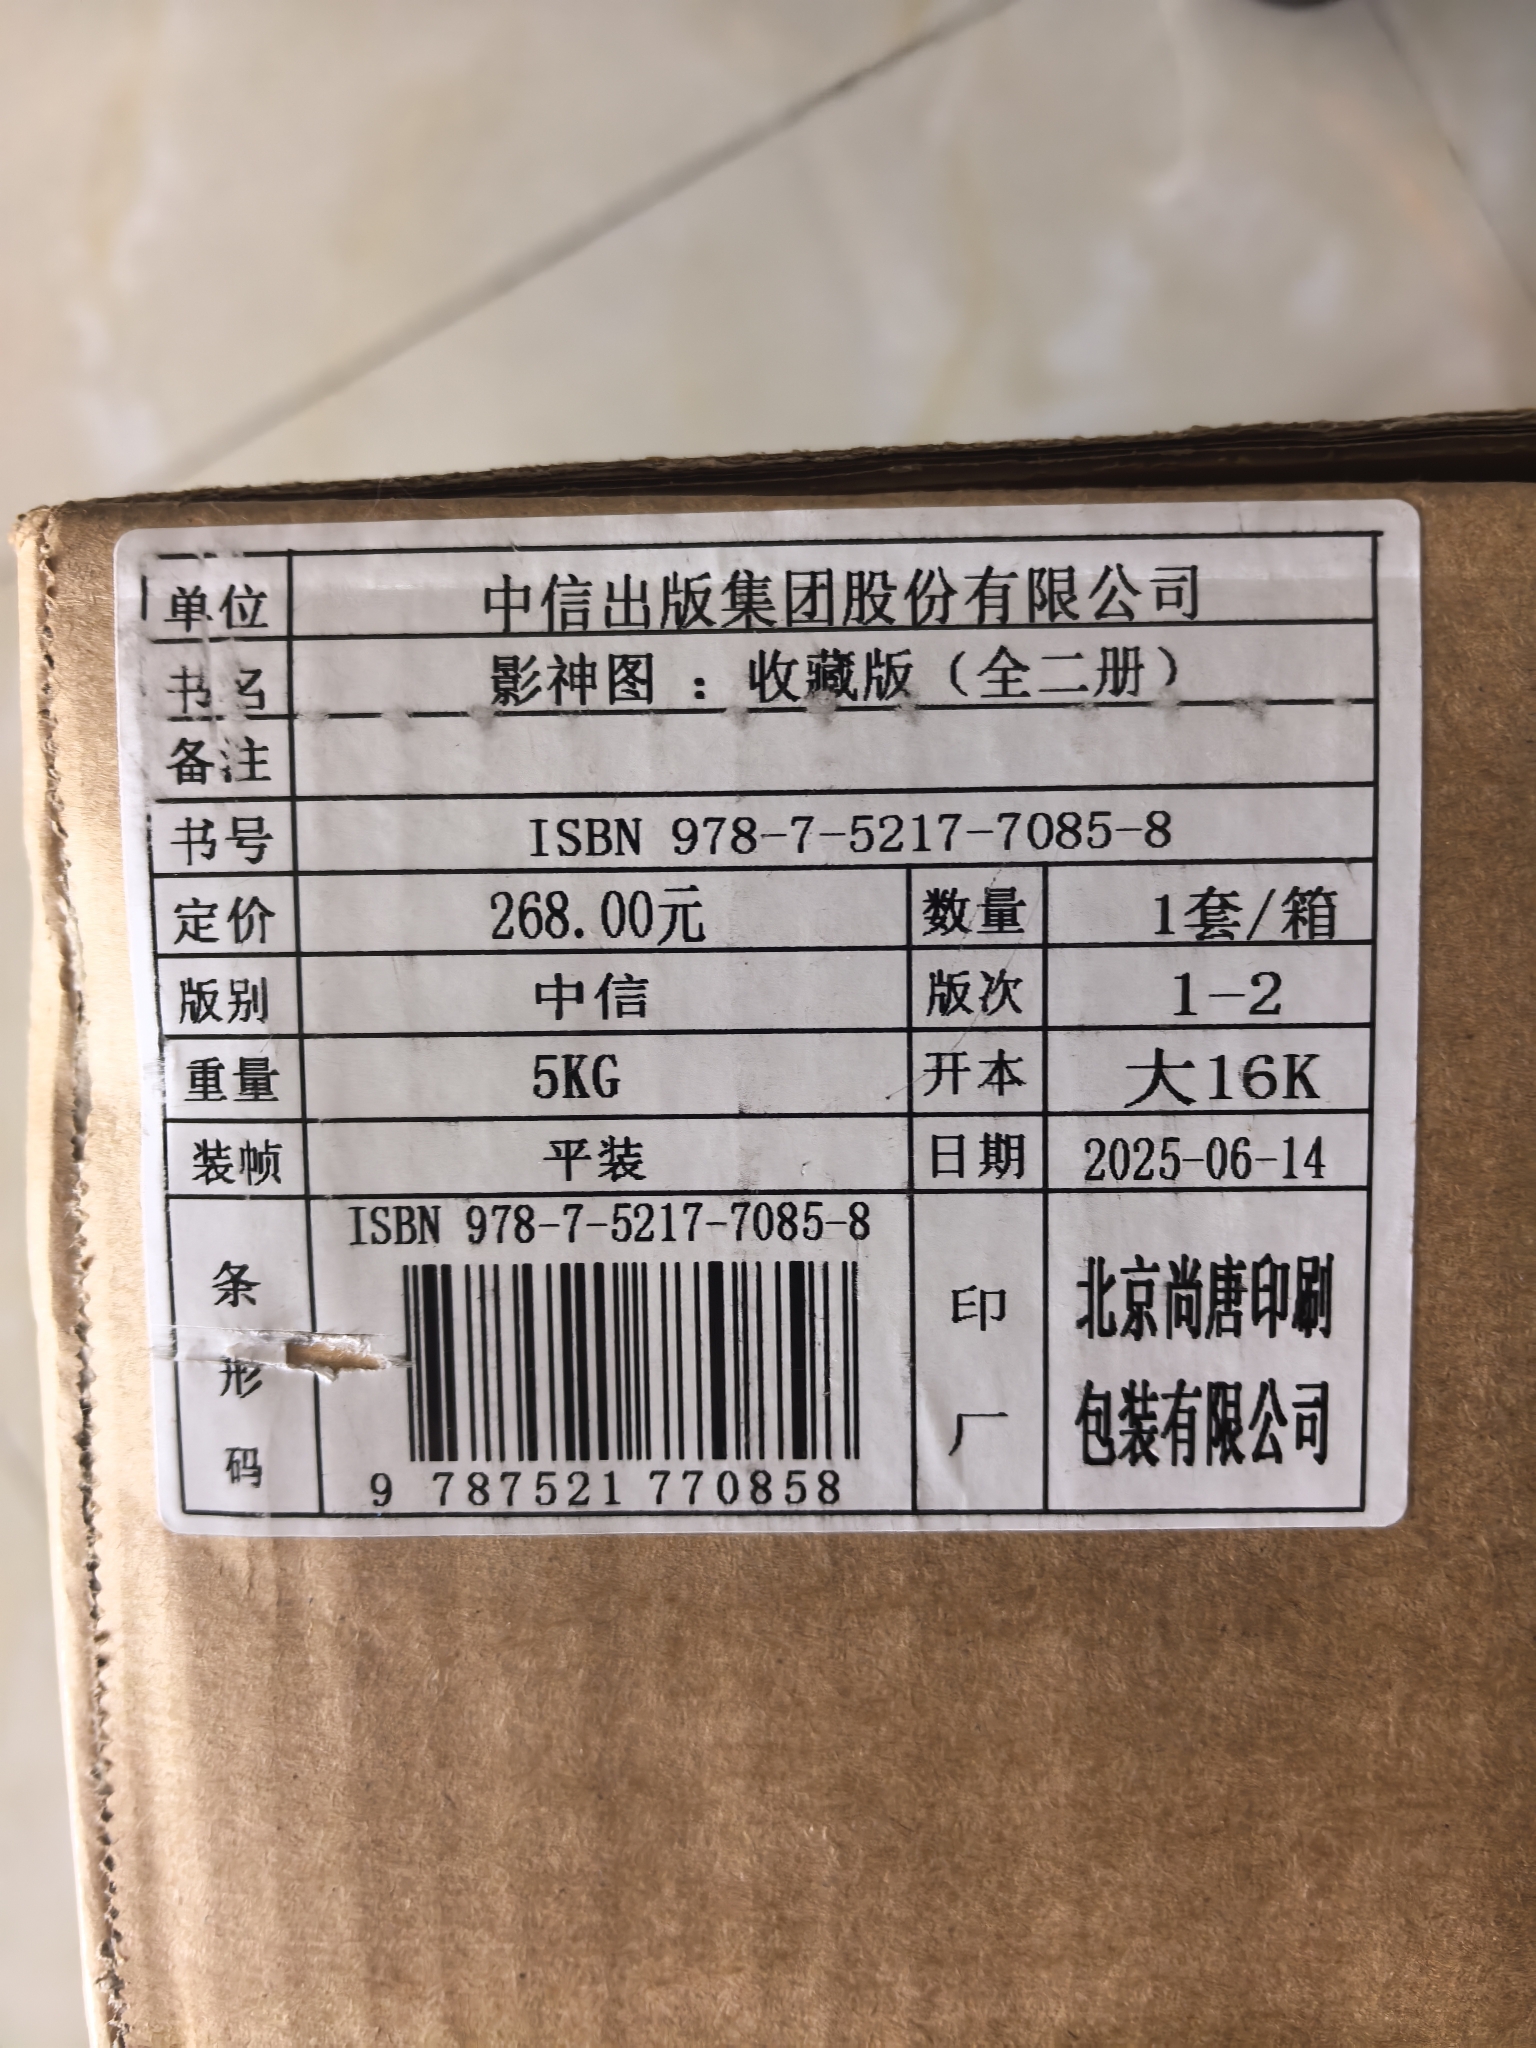 单位 中信出版集团股份有限公司
书名 影神图：收藏版（全二册）
备注
书号 ISBN 978-7-5217-7085-8
定价 268.00元 数量 1套/箱
版别 中信 版次 1-2
重量 5KG 开本 大16K
装帧 平装 日期 2025-06-14
条形码
ISBN 978-7-5217-7085-8
9 787521 770858
印厂
北京尚唐印刷
包装有限公司